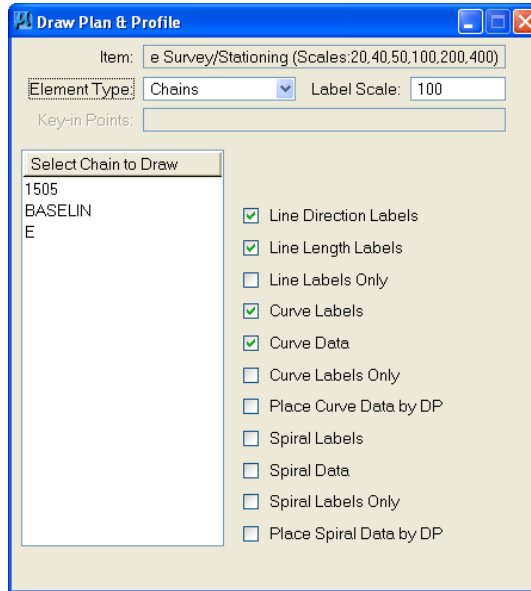 Draw Plan & Profile
Item: e Survey/Stationing (Scales:20,40,50,100,200,400)
Element Type: Chains Label Scale: 100
Key-in Points:
Select Chain to Draw
1505
BASELIN
E
Line Direction Labels
Line Length Labels
Line Labels Only
Curve Labels
Curve Data
Curve Labels Only
Place Curve Data by DP
Spiral Labels
Spiral Data
Spiral Labels Only
Place Spiral Data by DP